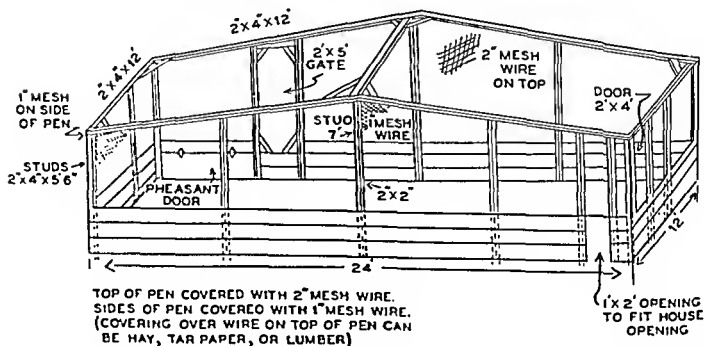 2"x4"x12'
2"x4"x12'
2'x5'
GATE
2" MESH
WIRE
ON TOP
DOOR
2'x4'
1" MESH
ON SIDE
OF PEN
STUD
7'
1" MESH
WIRE
STUDS
2"x4"x5'6"
PHEASANT
DOOR
2"x2"
12'
1"
24'
TOP OF PEN COVERED WITH 2" MESH WIRE.
SIDES OF PEN COVERED WITH 1" MESH WIRE.
(COVERING OVER WIRE ON TOP OF PEN CAN
BE HAY, TAR PAPER, OR LUMBER)
1'x2' OPENING
TO FIT HOUSE
OPENING